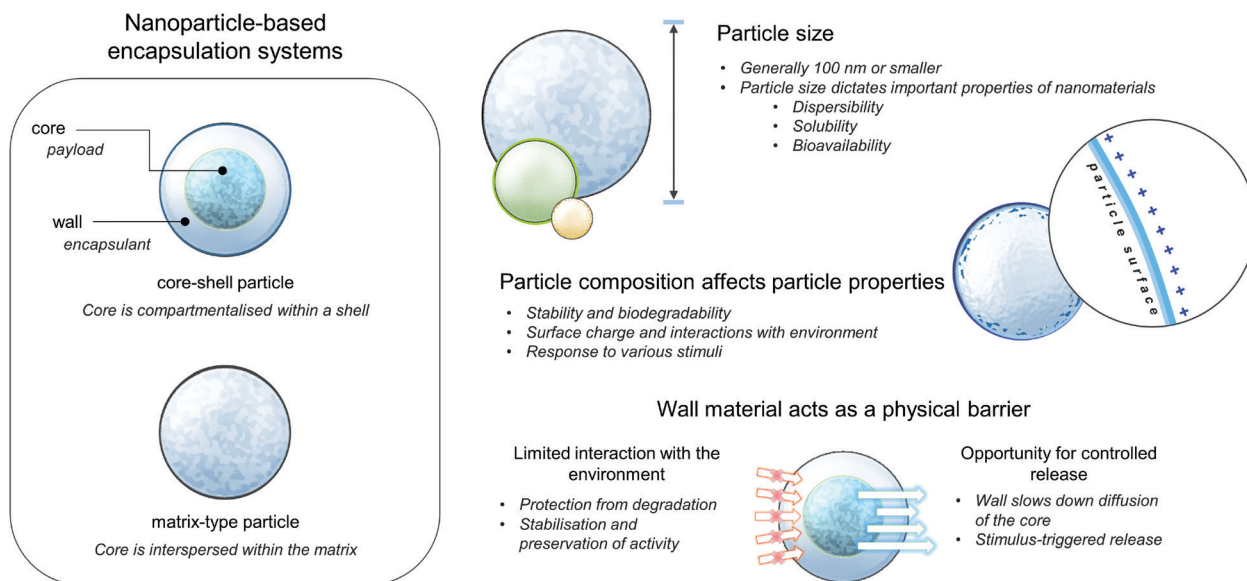 Nanoparticle-based
encapsulation systems
core
payload
wall
encapsulant
core-shell particle
Core is compartmentalised within a shell
matrix-type particle
Core is interspersed within the matrix
Particle size
• Generally 100 nm or smaller
• Particle size dictates important properties of nanomaterials
• Dispersibility
• Solubility
• Bioavailability
particle surface
+ + + + + + + + + + +
Particle composition affects particle properties
• Stability and biodegradability
• Surface charge and interactions with environment
• Response to various stimuli
Wall material acts as a physical barrier
Limited interaction with the
environment
• Protection from degradation
• Stabilisation and
preservation of activity
Opportunity for controlled
release
• Wall slows down diffusion
of the core
• Stimulus-triggered release